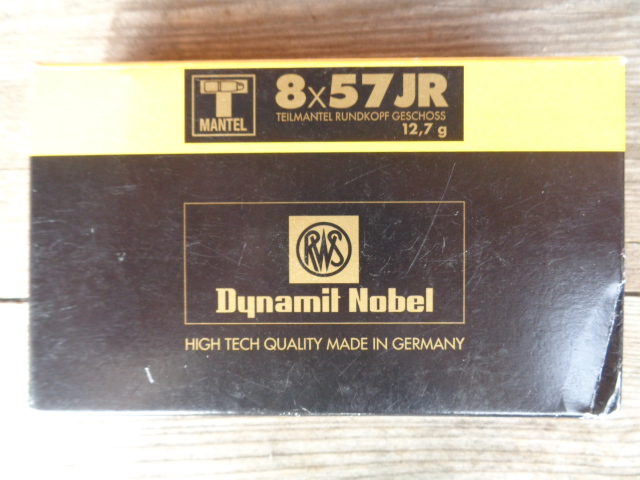 T
MANTEL
8x57JR
TEILMANTEL RUNDKOPF GESCHOSS
12,7 g
RWS
Dynamit Nobel
HIGH TECH QUALITY MADE IN GERMANY